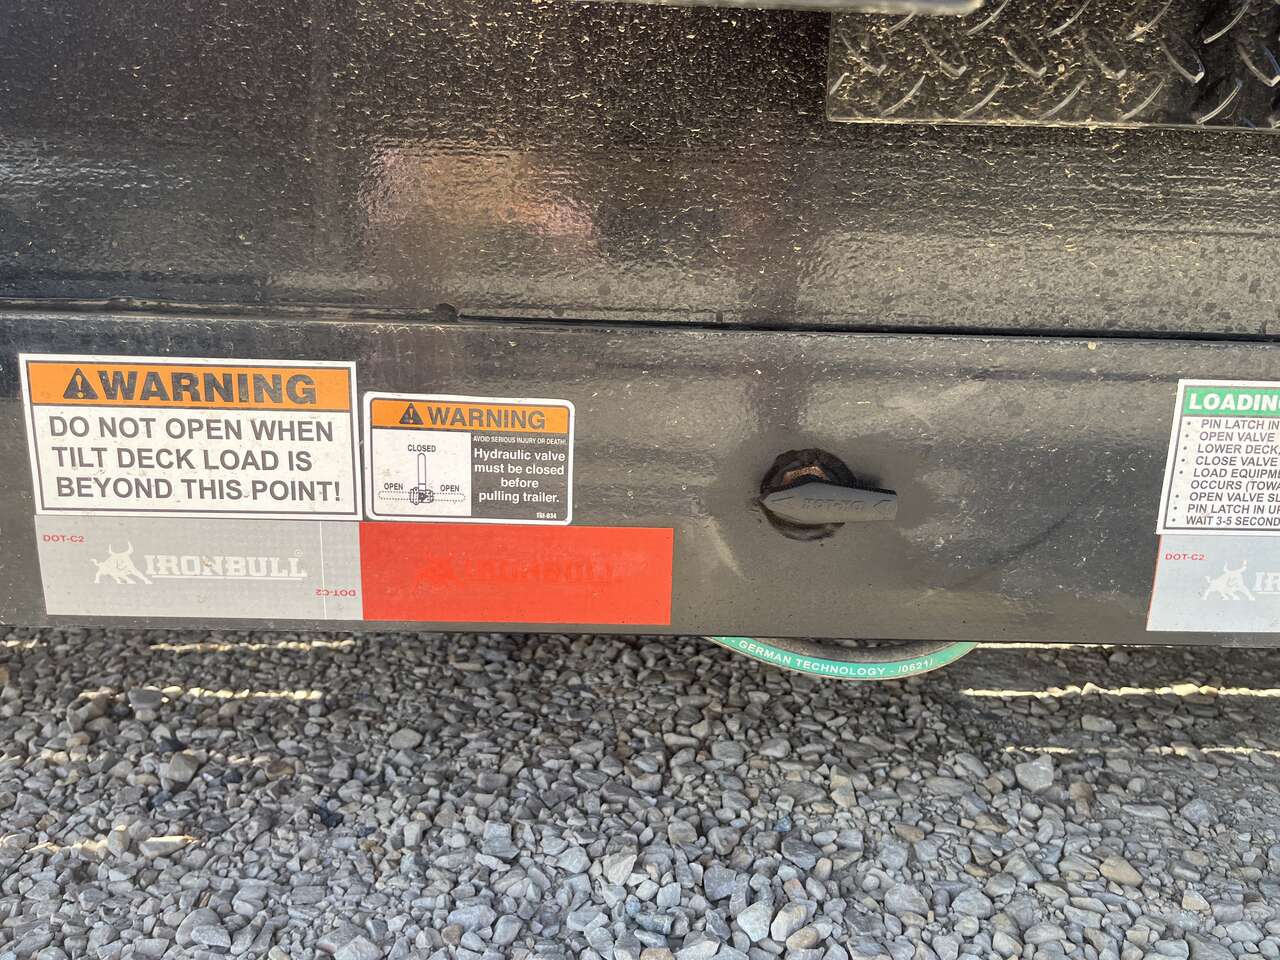 WARNING
DO NOT OPEN WHEN
TILT DECK LOAD IS
BEYOND THIS POINT!
WARNING
AVOID SERIOUS INJURY OR DEATH!
CLOSED
OPEN
OPEN
Hydraulic valve
must be closed
before
pulling trailer.
DOT-C2
IRONBULL
DOT-C2
IRONBULL
- GERMAN TECHNOLOGY - /0621/
LOADING
• PIN LATCH IN
• OPEN VALVE
LOWER DECK,
• CLOSE VALVE
LOAD EQUIPME
OCCURS (TOWA
• OPEN VALVE SL
• PIN LATCH IN UP
• WAIT 3-5 SECOND
DOT-C2